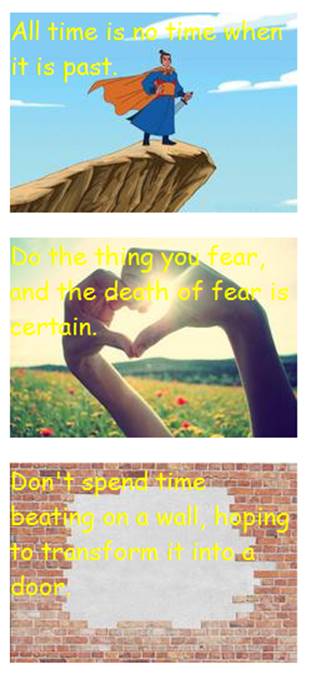 All time is no time when
it is past.
Do the thing you fear,
and the death of fear is
certain.
Don't spend time
beating on a wall, hoping
to transform it into a
door.